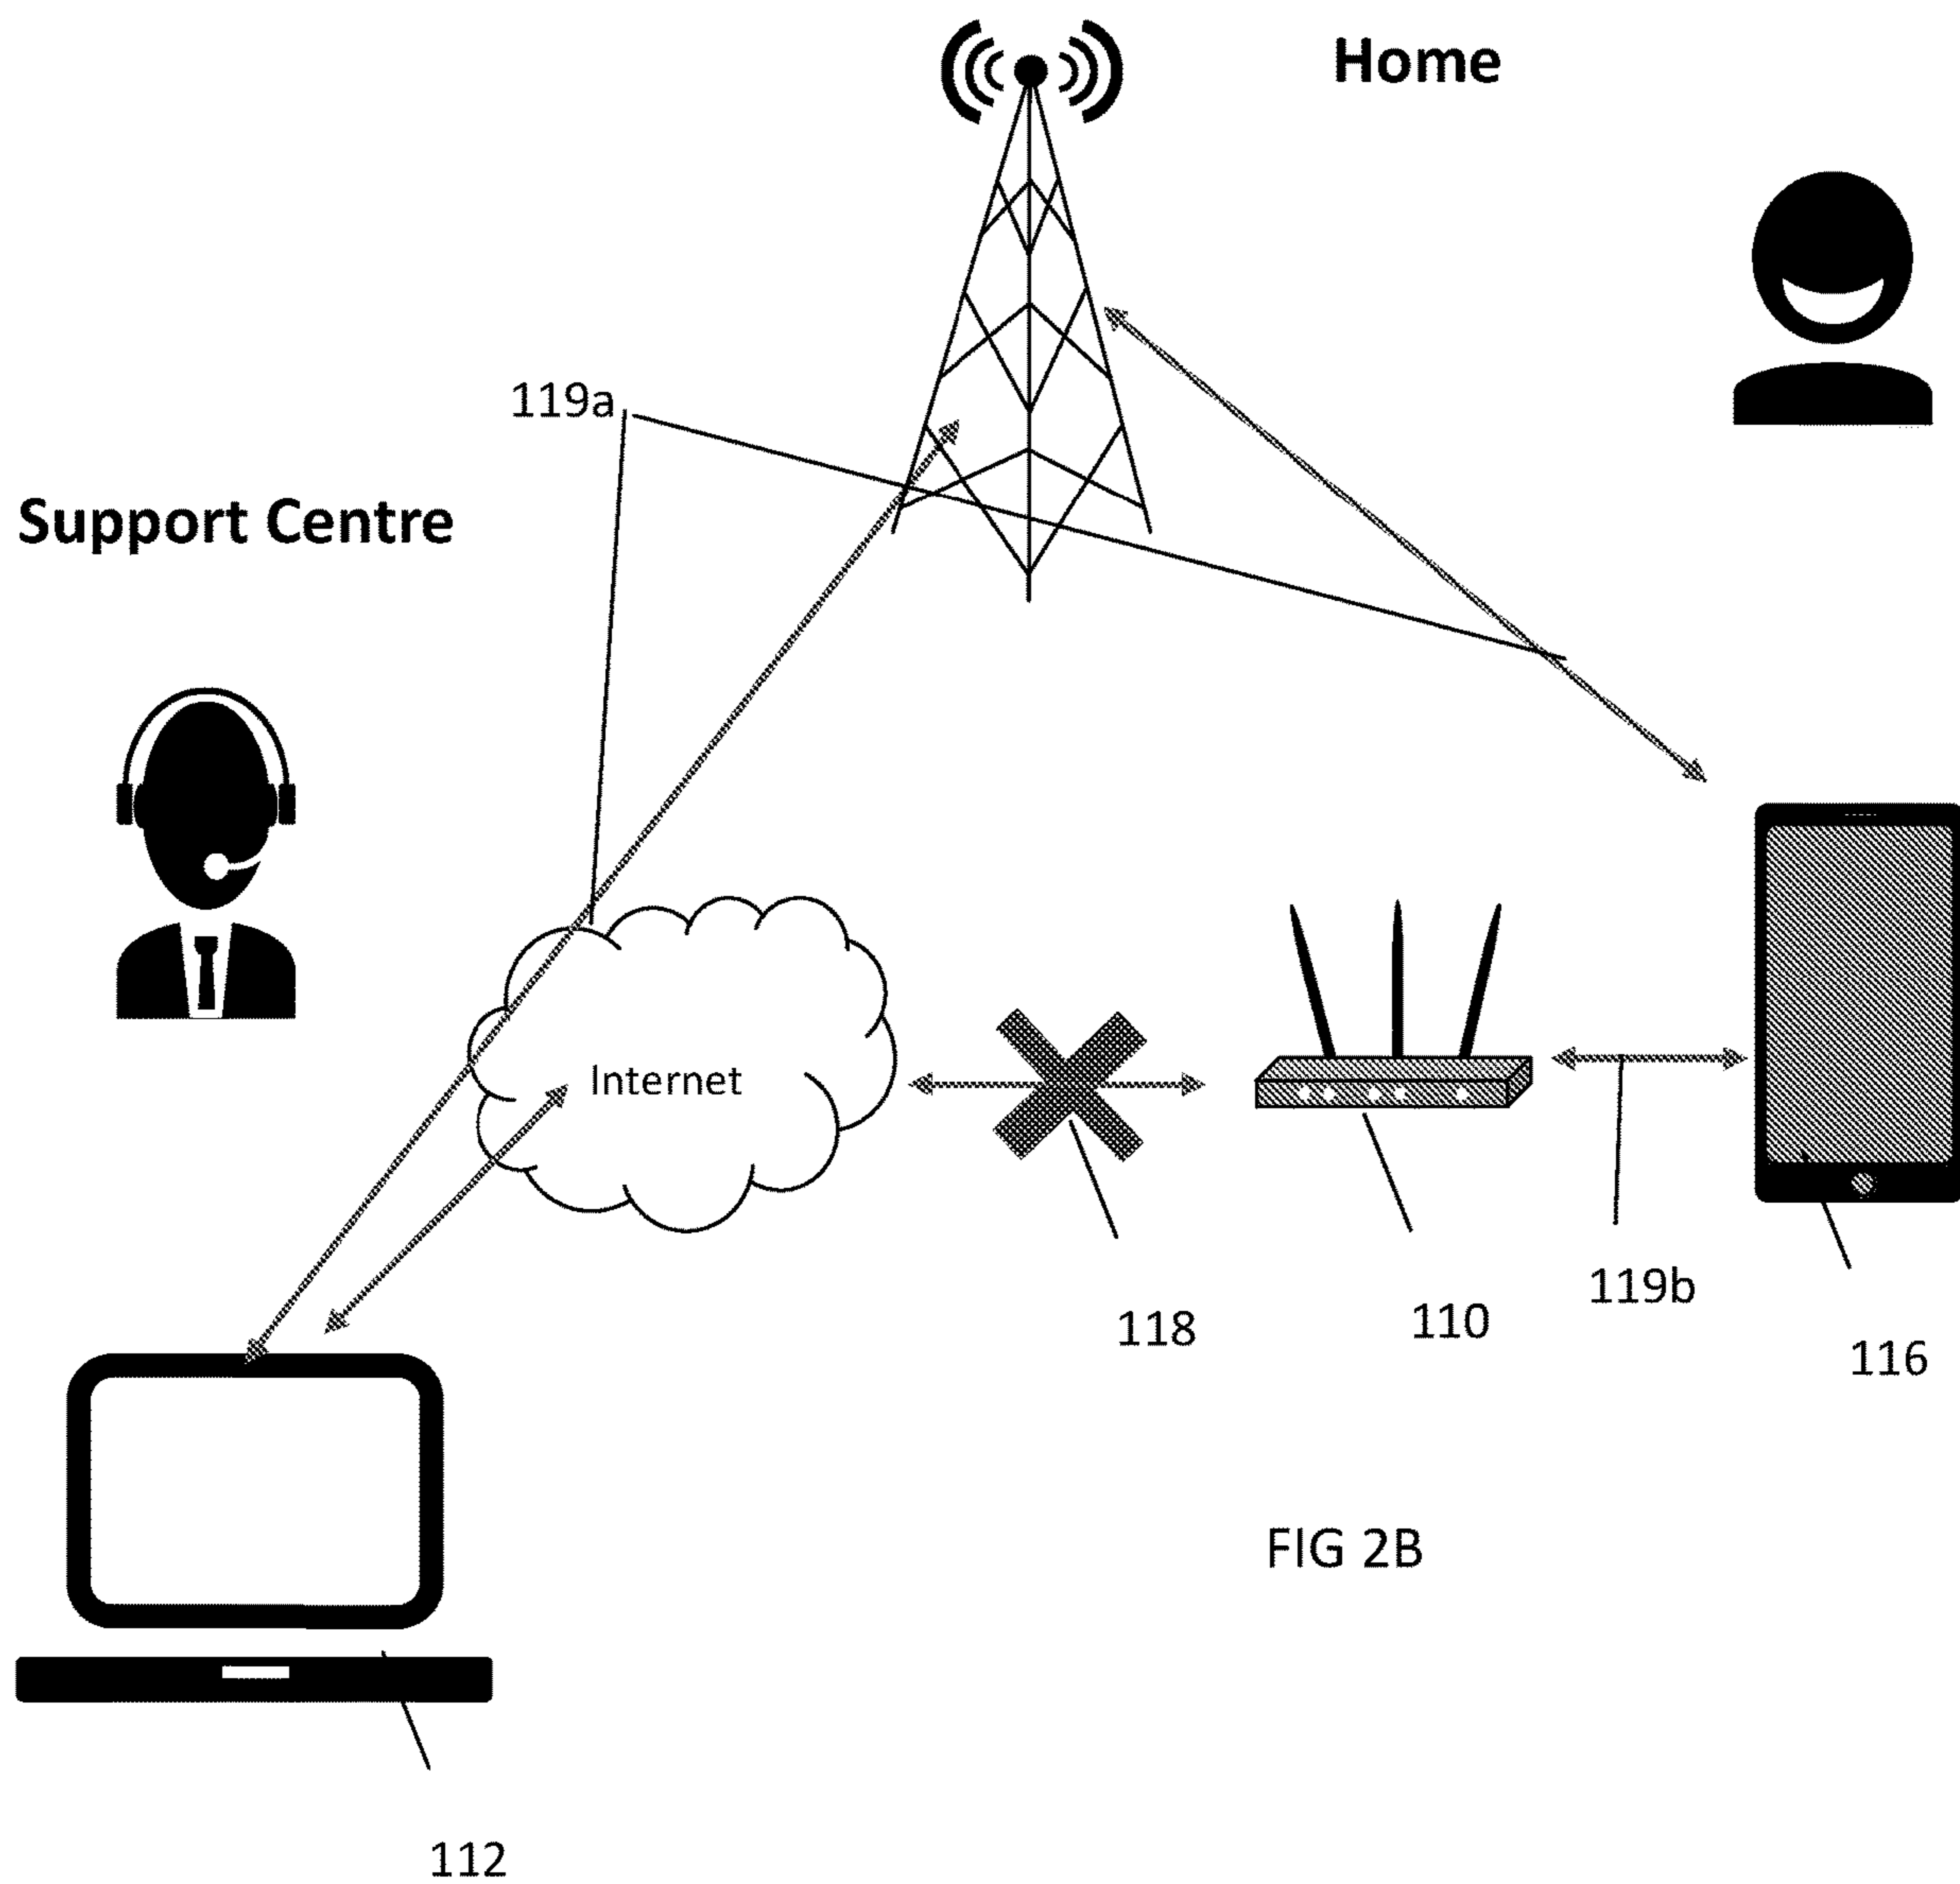 Home
119a
Support Centre
Internet
118
110
119b
116
FIG 2B
112